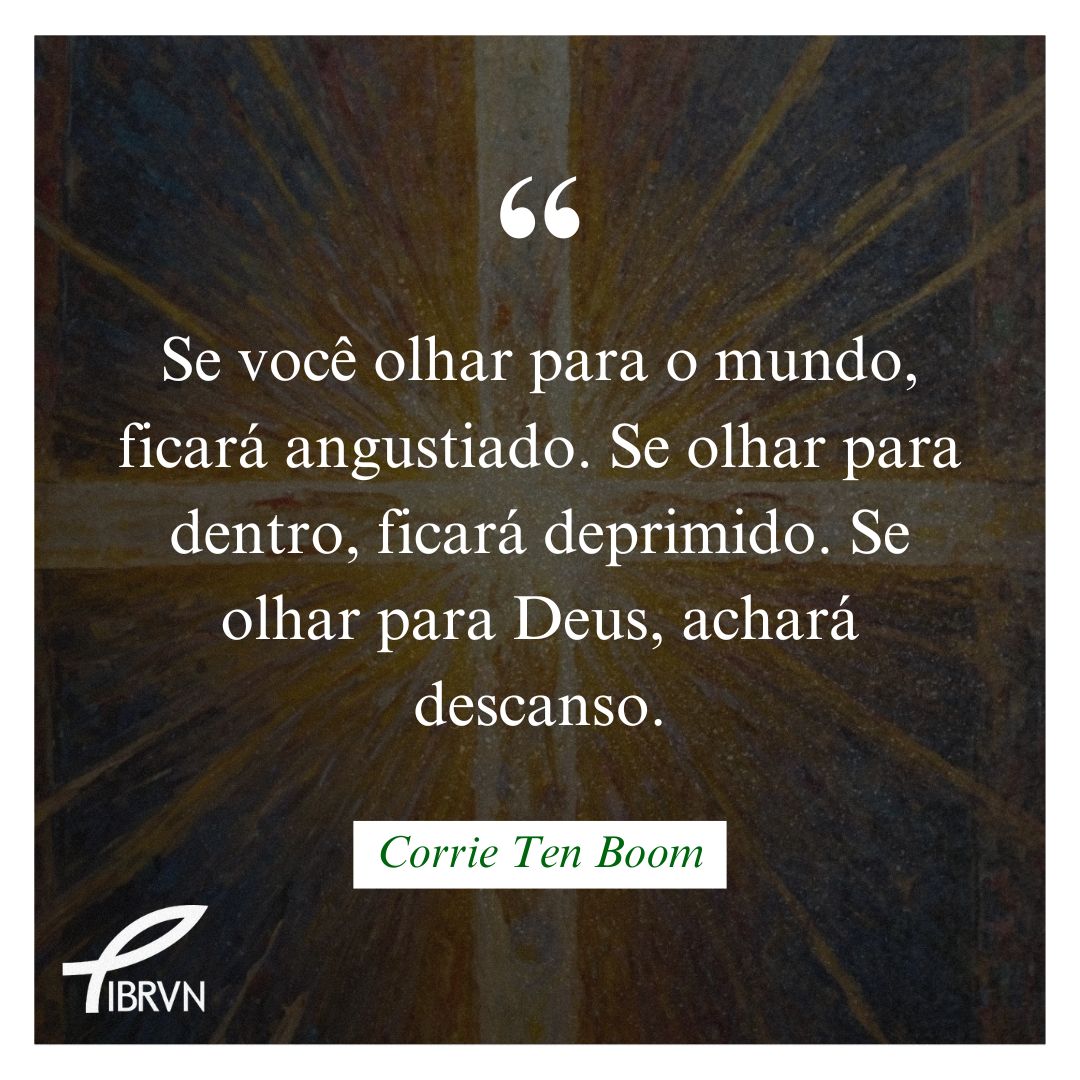 “
Se você olhar para o mundo,
ficará angustiado. Se olhar para
dentro, ficará deprimido. Se
olhar para Deus, achará
descanso.
Corrie Ten Boom
IBRVN